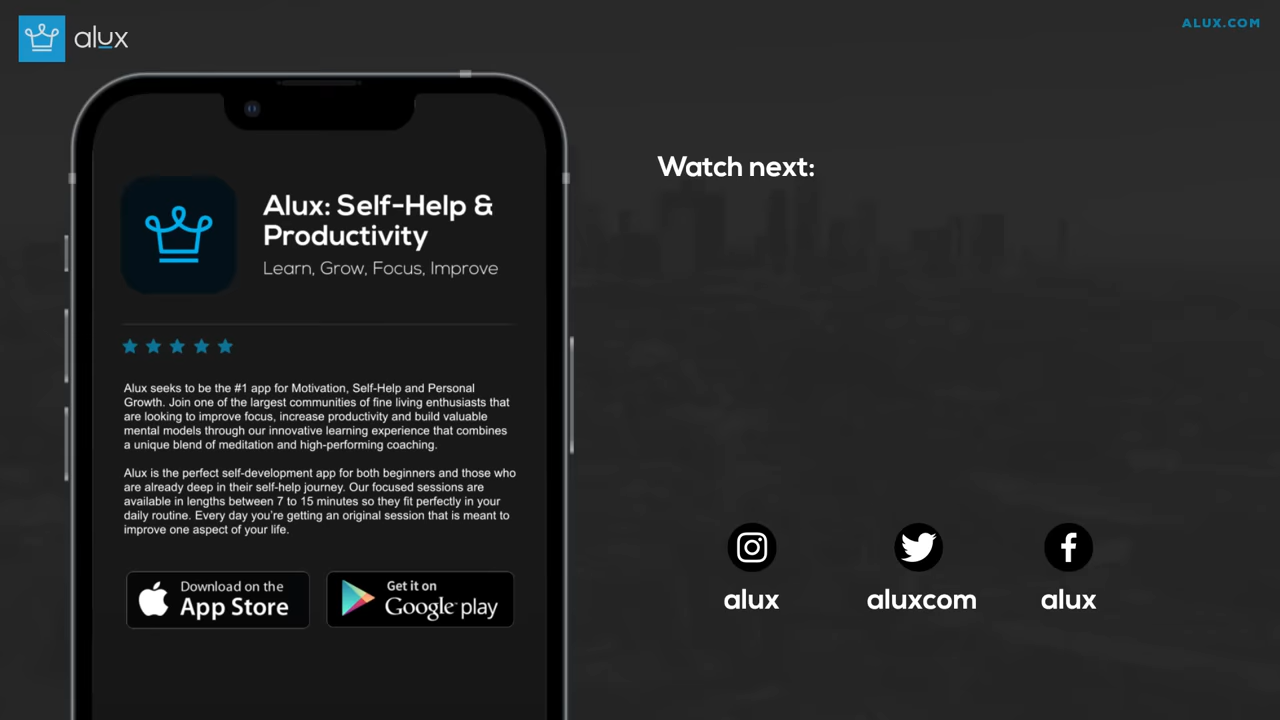 alux
ALUX.COM
Watch next:
Alux: Self-Help &
Productivity
Learn, Grow, Focus, Improve
Alux seeks to be the #1 app for Motivation, Self-Help and Personal
Growth. Join one of the largest communities of fine living enthusiasts that
are looking to improve focus, increase productivity and build valuable
mental models through our innovative learning experience that combines
a unique blend of meditation and high-performing coaching.
Alux is the perfect self-development app for both beginners and those who
are already deep in their self-help journey. Our focused sessions are
available in lengths between 7 to 15 minutes so they fit perfectly in your
daily routine. Every day you're getting an original session that is meant to
improve one aspect of your life.
Download on the
App Store
Get it on
Google play
alux
aluxcom
alux